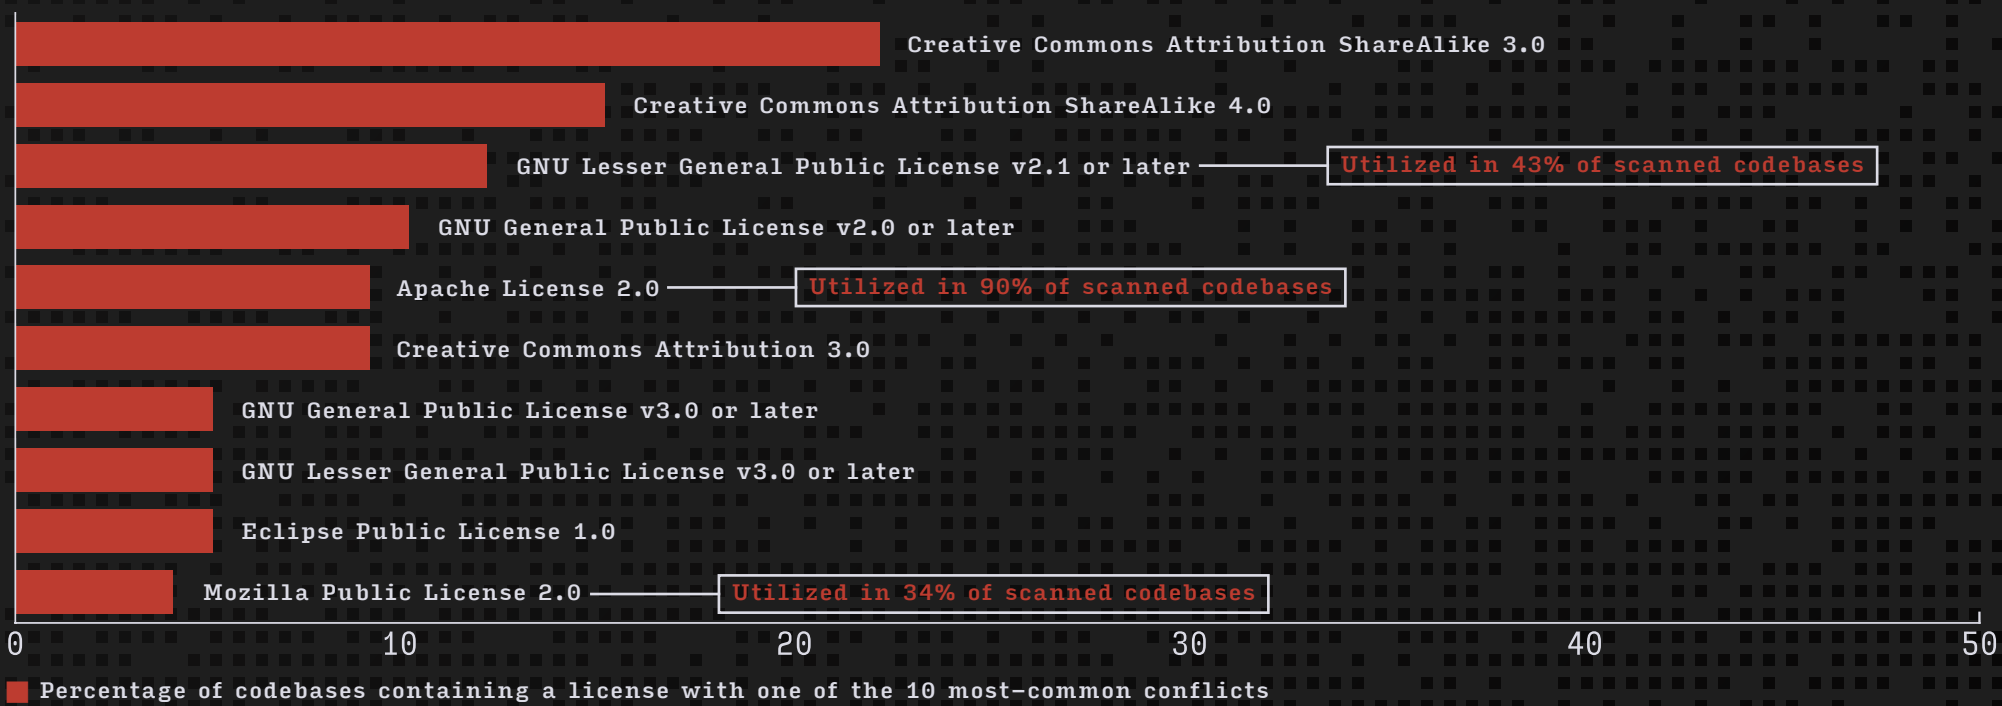 Creative Commons Attribution ShareAlike 3.0
Creative Commons Attribution ShareAlike 4.0
GNU Lesser General Public License v2.1 or later
Utilized in 43% of scanned codebases
GNU General Public License v2.0 or later
Apache License 2.0
Utilized in 90% of scanned codebases
Creative Commons Attribution 3.0
GNU General Public License v3.0 or later
GNU Lesser General Public License v3.0 or later
Eclipse Public License 1.0
Mozilla Public License 2.0
Utilized in 34% of scanned codebases
0 10 20 30 40 50
Percentage of codebases containing a license with one of the 10 most–common conflicts